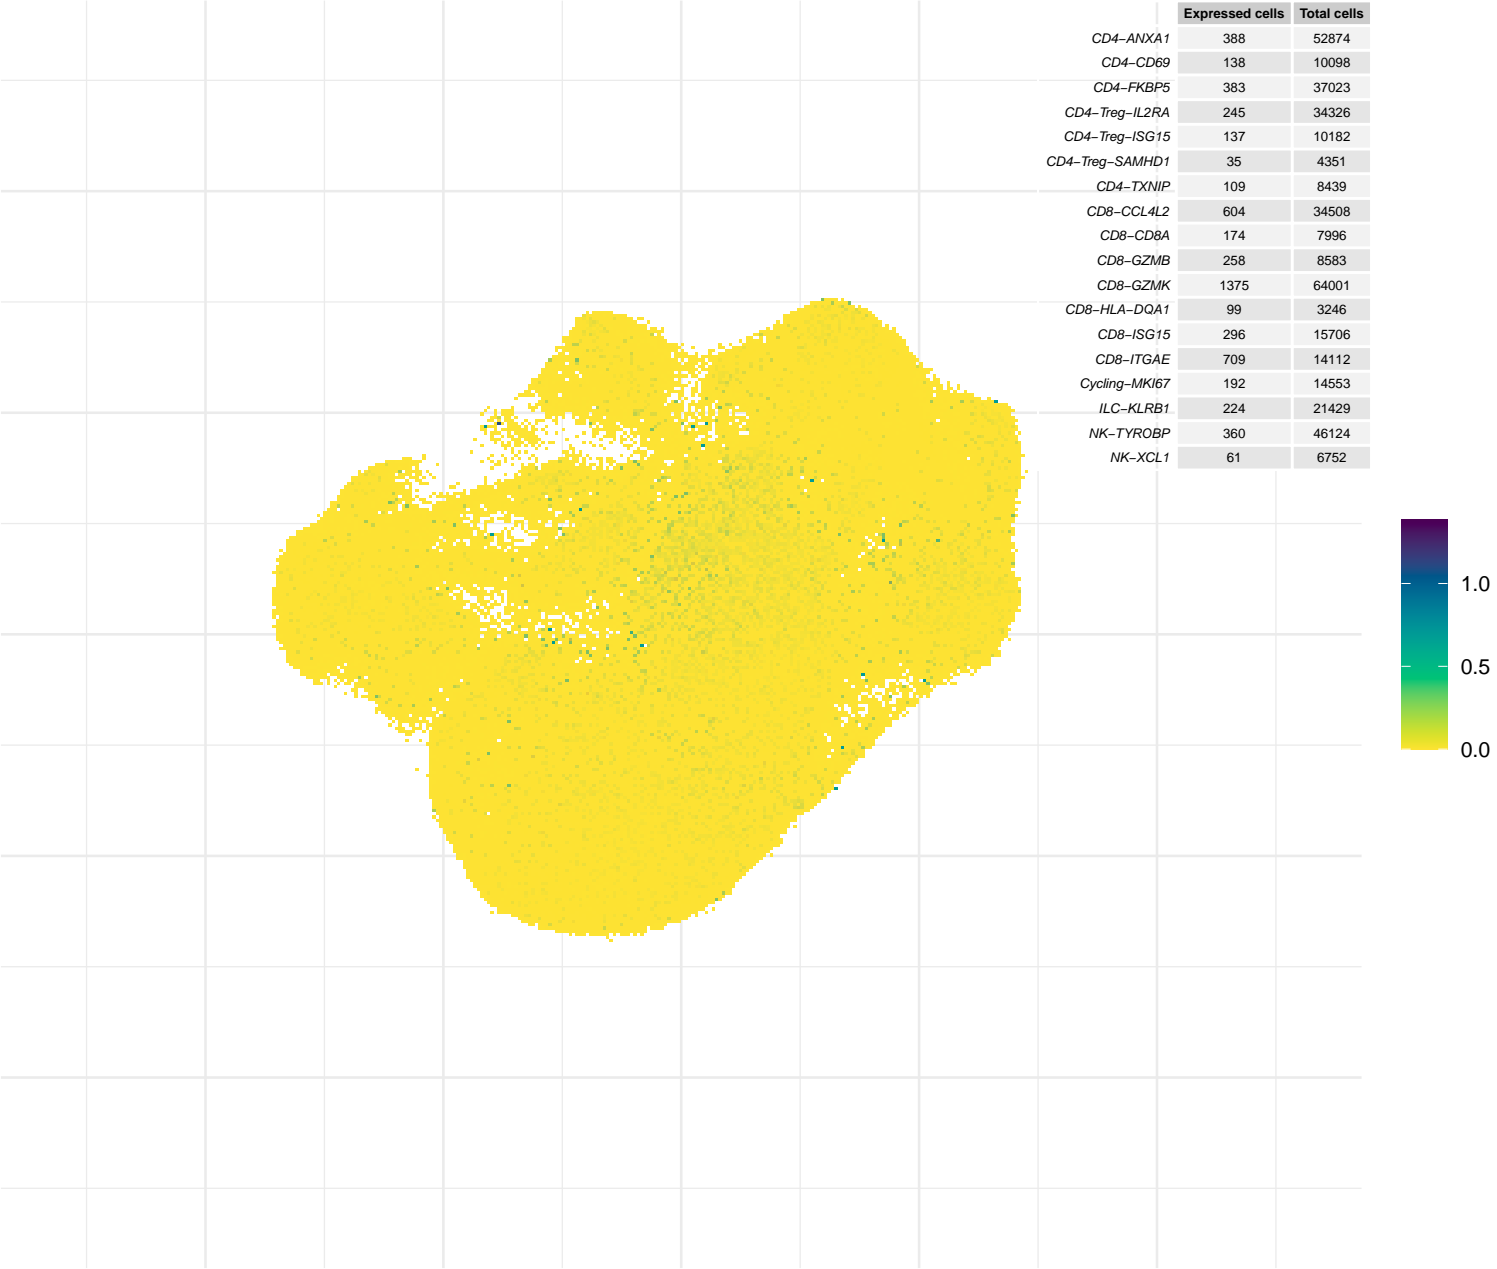 Expressed cells Total cells
CD4−ANXA1 388 52874
CD4−CD69 138 10098
CD4−FKBP5 383 37023
CD4−Treg−IL2RA 245 34326
CD4−Treg−ISG15 137 10182
CD4−Treg−SAMHD1 35 4351
CD4−TXNIP 109 8439
CD8−CCL4L2 604 34508
CD8−CD8A 174 7996
CD8−GZMB 258 8583
CD8−GZMK 1375 64001
CD8−HLA−DQA1 99 3246
CD8−ISG15 296 15706
CD8−ITGAE 709 14112
Cycling−MKI67 192 14553
ILC−KLRB1 224 21429
NK−TYROBP 360 46124
NK−XCL1 61 6752
1.0
0.5
0.0